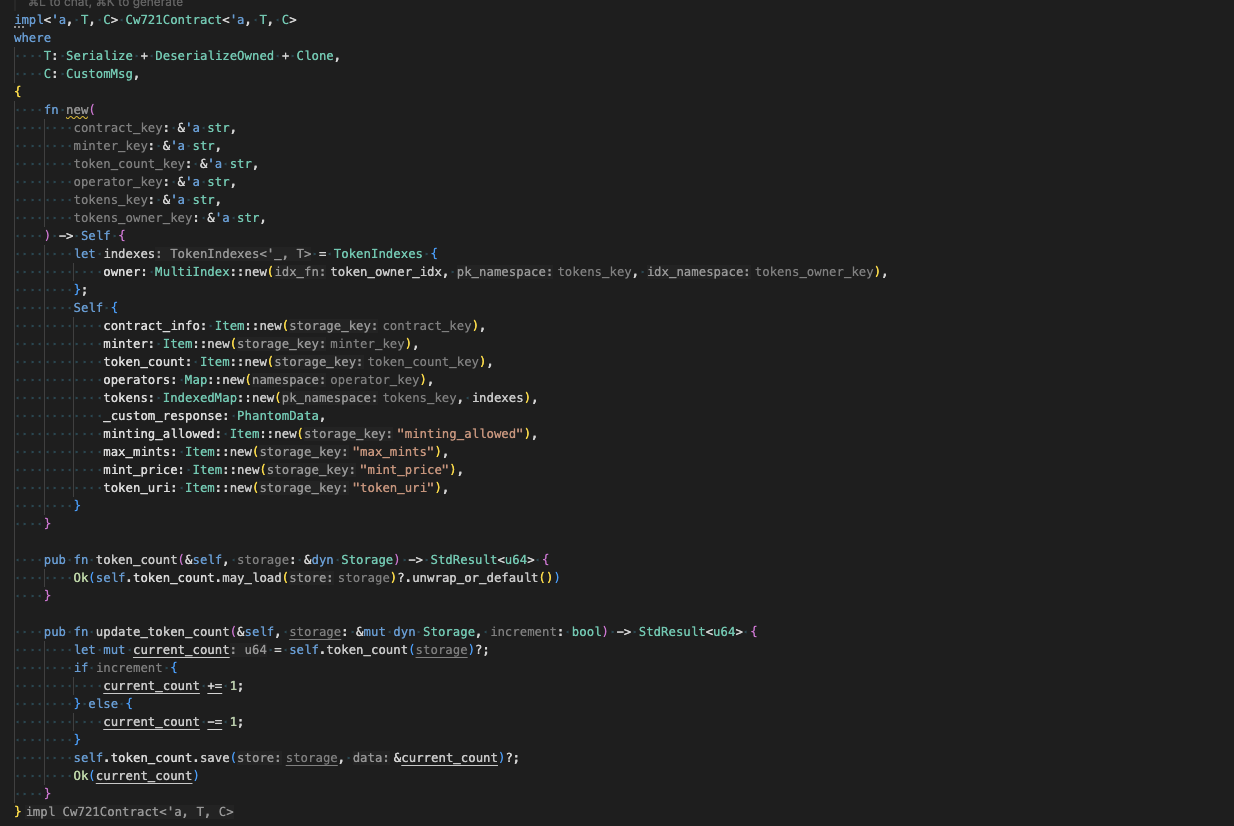 ⌘L to chat, ⌘K to generate
impl<'a, T, C> Cw721Contract<'a, T, C>
where
    T: Serialize + DeserializeOwned + Clone,
    C: CustomMsg,
{
    fn new(
        contract_key: &'a str,
        minter_key: &'a str,
        token_count_key: &'a str,
        operator_key: &'a str,
        tokens_key: &'a str,
        tokens_owner_key: &'a str,
    ) -> Self {
        let indexes: TokenIndexes<'_, T> = TokenIndexes {
            owner: MultiIndex::new(idx_fn: token_owner_idx, pk_namespace: tokens_key, idx_namespace: tokens_owner_key),
        };
        Self {
            contract_info: Item::new(storage_key: contract_key),
            minter: Item::new(storage_key: minter_key),
            token_count: Item::new(storage_key: token_count_key),
            operators: Map::new(namespace: operator_key),
            tokens: IndexedMap::new(pk_namespace: tokens_key, indexes),
            _custom_response: PhantomData,
            minting_allowed: Item::new(storage_key: "minting_allowed"),
            max_mints: Item::new(storage_key: "max_mints"),
            mint_price: Item::new(storage_key: "mint_price"),
            token_uri: Item::new(storage_key: "token_uri"),
        }
    }
    pub fn token_count(&self, storage: &dyn Storage) -> StdResult<u64> {
        Ok(self.token_count.may_load(store: storage)?.unwrap_or_default())
    }
    pub fn update_token_count(&self, storage: &mut dyn Storage, increment: bool) -> StdResult<u64> {
        let mut current_count: u64 = self.token_count(storage)?;
        if increment {
            current_count += 1;
        } else {
            current_count -= 1;
        }
        self.token_count.save(store: storage, data: &current_count)?;
        Ok(current_count)
    }
} impl Cw721Contract<'a, T, C>